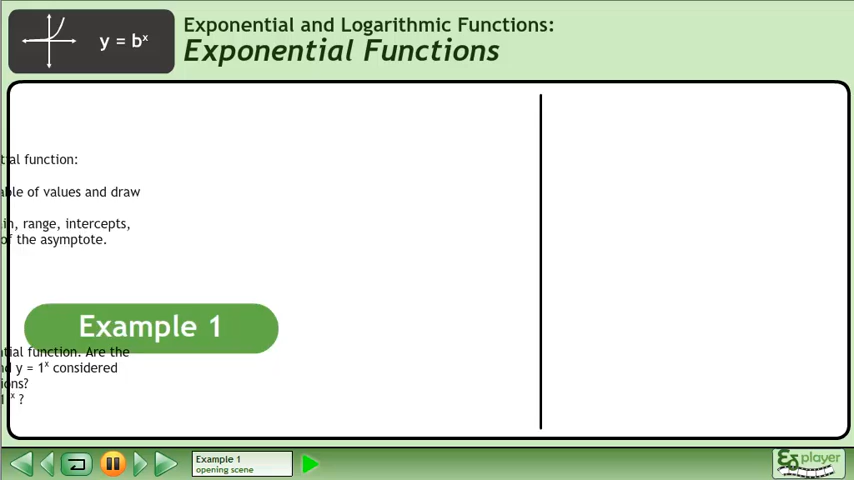 Exponential and Logarithmic Functions:
y = bˣ
Exponential Functions
tial function:
able of values and draw
in, range, intercepts,
of the asymptote.
Example 1
tial function. Are the
nd y = 1ˣ considered
ions?
1ˣ ?
Example 1
opening scene
player